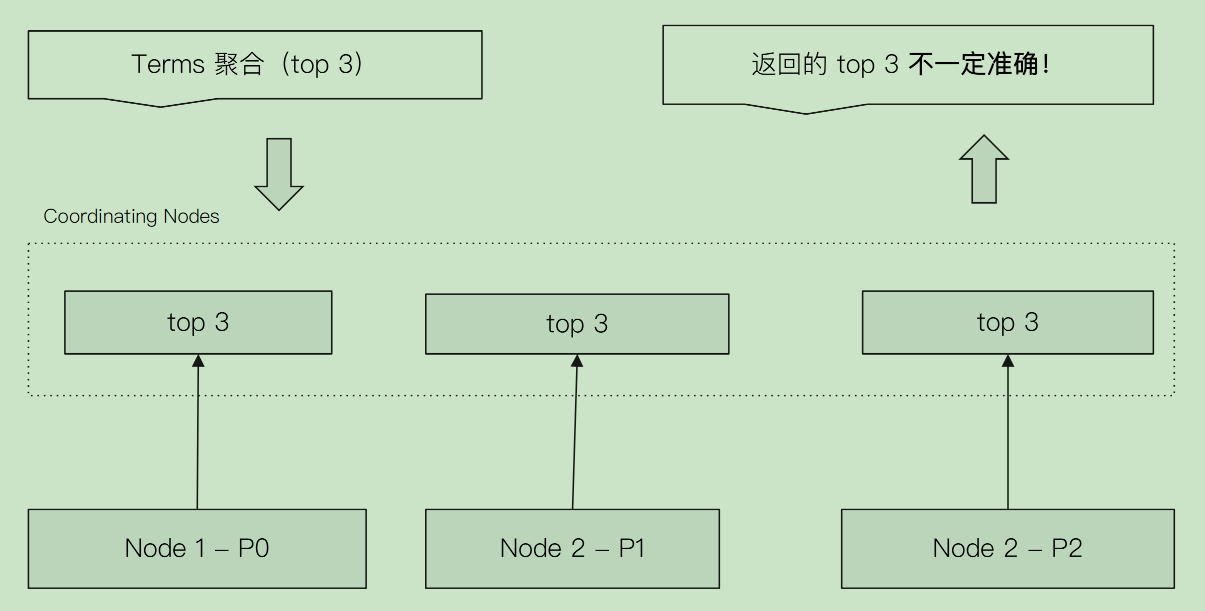 Terms 聚合（top 3）
返回的 top 3 不一定准确！
Coordinating Nodes
top 3
top 3
top 3
Node 1 – P0
Node 2 – P1
Node 2 – P2